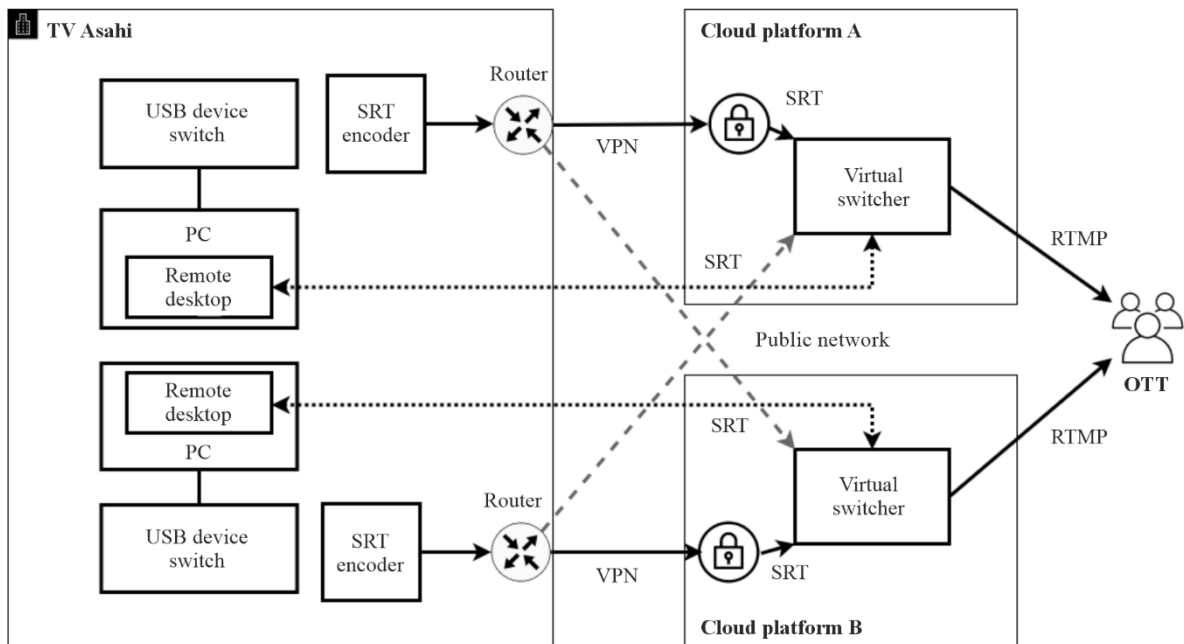 TV Asahi
Cloud platform A
Router
USB device
switch
SRT
encoder
SRT
VPN
Virtual
switcher
PC
Remote
desktop
SRT
RTMP
Public network
OTT
Remote
desktop
PC
SRT
RTMP
Virtual
switcher
Router
USB device
switch
SRT
encoder
VPN
SRT
Cloud platform B